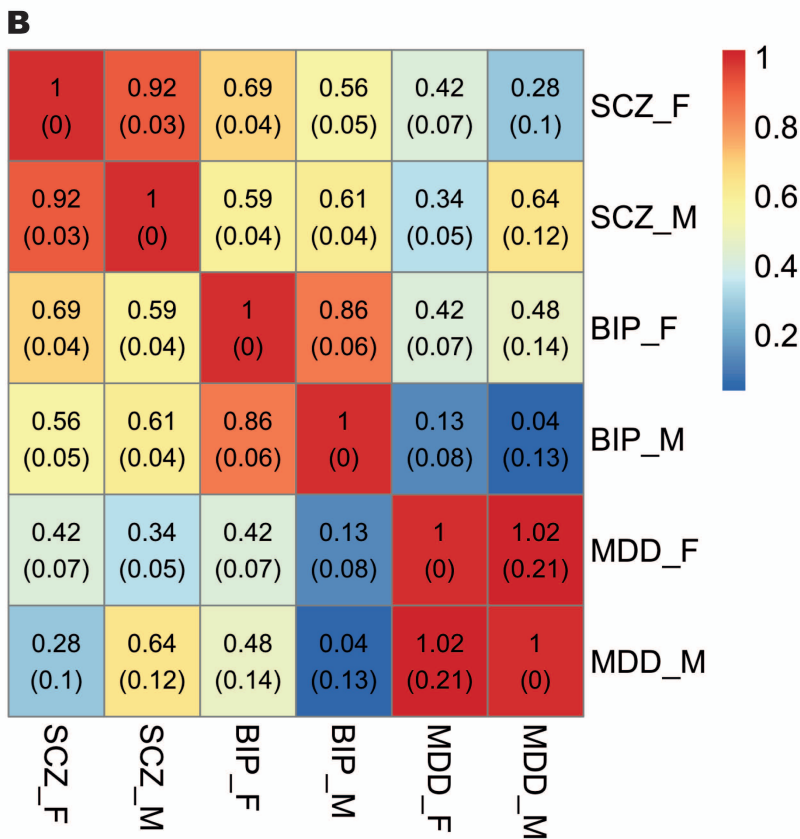 B
1 0.92 0.69 0.56 0.42 0.28
(0) (0.03) (0.04) (0.05) (0.07) (0.1)
SCZ_F
0.92 1 0.59 0.61 0.34 0.64
(0.03) (0) (0.04) (0.04) (0.05) (0.12)
SCZ_M
0.69 0.59 1 0.86 0.42 0.48
(0.04) (0.04) (0) (0.06) (0.07) (0.14)
BIP_F
0.56 0.61 0.86 1 0.13 0.04
(0.05) (0.04) (0.06) (0) (0.08) (0.13)
BIP_M
0.42 0.34 0.42 0.13 1 1.02
(0.07) (0.05) (0.07) (0.08) (0) (0.21)
MDD_F
0.28 0.64 0.48 0.04 1.02 1
(0.1) (0.12) (0.14) (0.13) (0.21) (0)
MDD_M
SCZ_F
SCZ_M
BIP_F
BIP_M
MDD_F
MDD_M
1
0.8
0.6
0.4
0.2